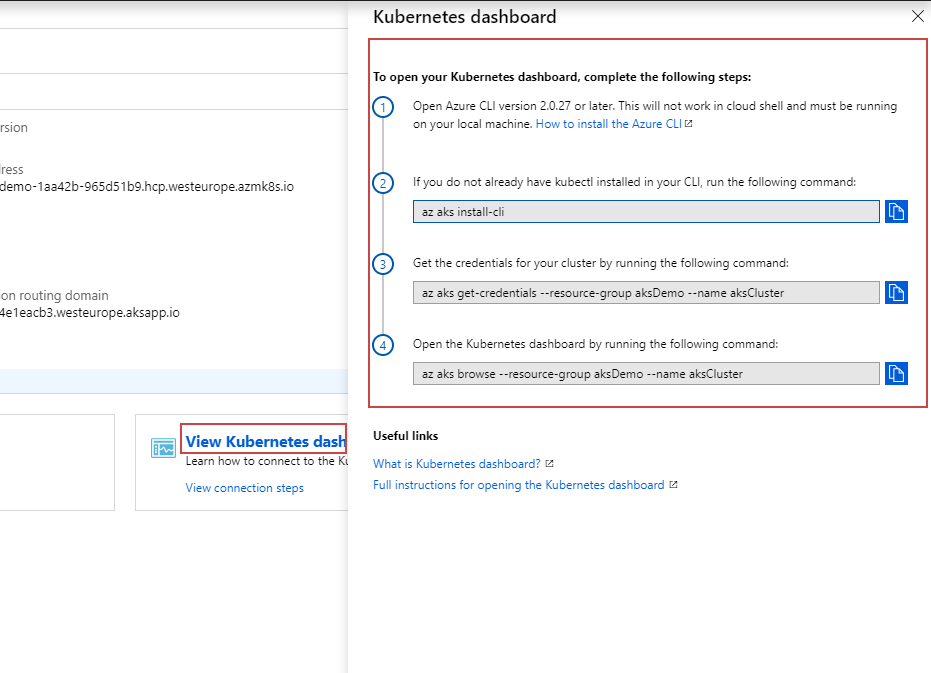 Kubernetes dashboard
To open your Kubernetes dashboard, complete the following steps:
1
Open Azure CLI version 2.0.27 or later. This will not work in cloud shell and must be running
on your local machine. How to install the Azure CLI
2
If you do not already have kubectl installed in your CLI, run the following command:
az aks install-cli
3
Get the credentials for your cluster by running the following command:
az aks get-credentials --resource-group aksDemo --name aksCluster
4
Open the Kubernetes dashboard by running the following command:
az aks browse --resource-group aksDemo --name aksCluster
Useful links
What is Kubernetes dashboard?
Full instructions for opening the Kubernetes dashboard
rsion
ress
demo-1aa42b-965d51b9.hcp.westeurope.azmk8s.io
on routing domain
4e1eacb3.westeurope.aksapp.io
View Kubernetes dash
Learn how to connect to the Ku
View connection steps